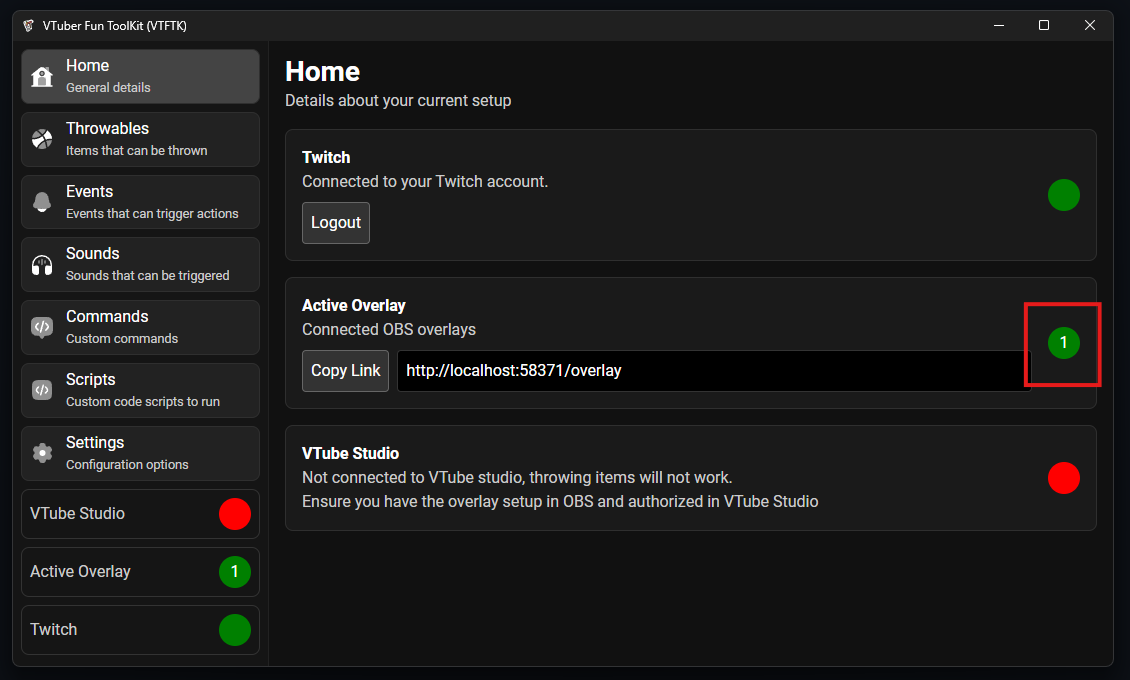 VTuber Fun ToolKit (VTFTK)
Home
General details
Throwables
Items that can be thrown
Events
Events that can trigger actions
Sounds
Sounds that can be triggered
Commands
Custom commands
Scripts
Custom code scripts to run
Settings
Configuration options
VTube Studio
Active Overlay
1
Twitch
Home
Details about your current setup
Twitch
Connected to your Twitch account.
Logout
Active Overlay
Connected OBS overlays
Copy Link
http://localhost:58371/overlay
1
VTube Studio
Not connected to VTube studio, throwing items will not work.
Ensure you have the overlay setup in OBS and authorized in VTube Studio